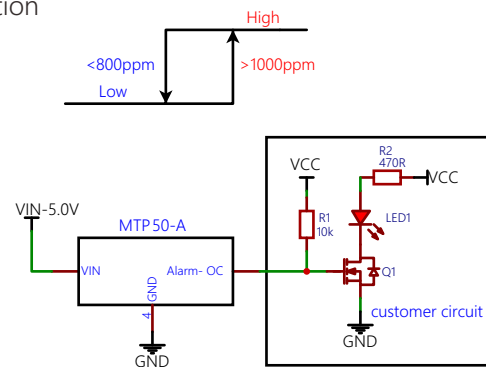 tion
High
<800ppm
>1000ppm
Low
R2
470R
VCC
VCC
VIN-5.0V
R1
10k
LED1
MTP50-A
VIN
Alarm- OC
Q1
GND
4
customer circuit
GND
GND